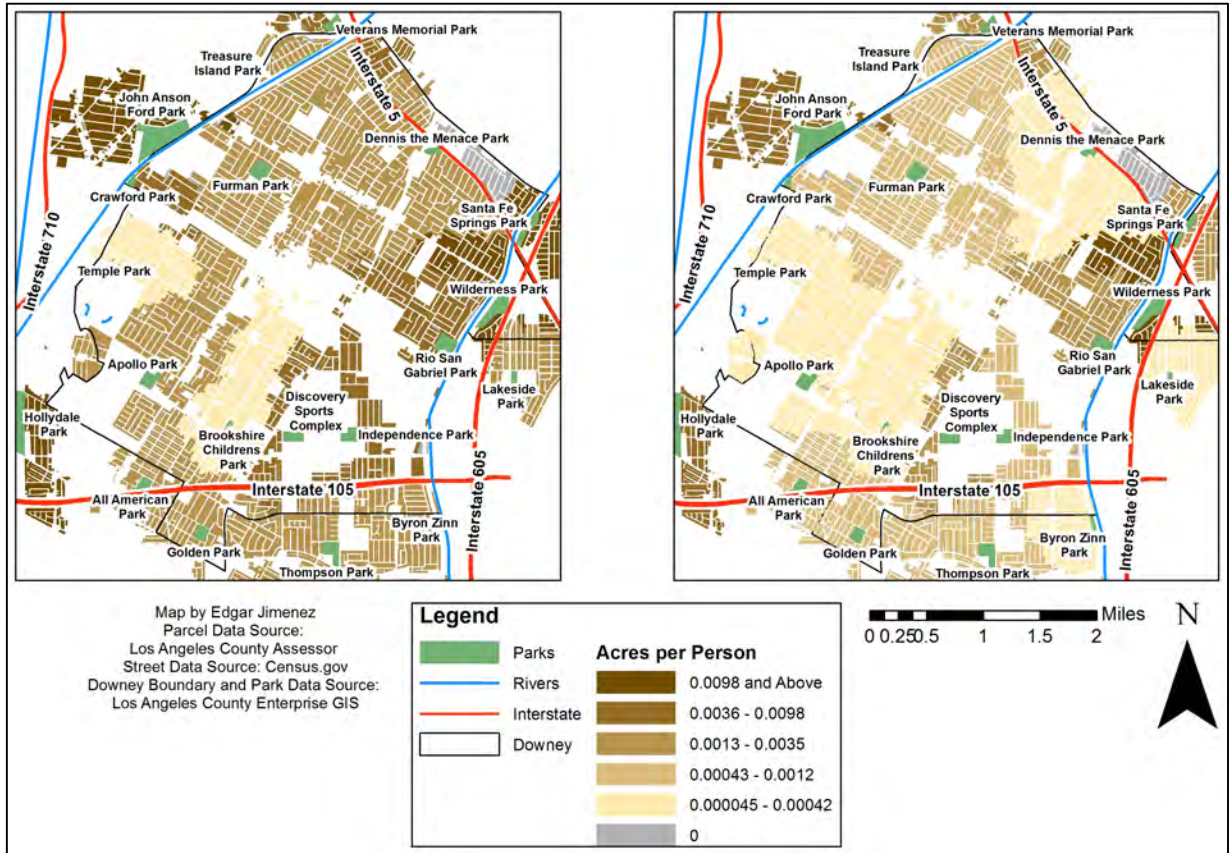 Veterans Memorial Park
Treasure
Island Park
Interstate 5
John Anson
Ford Park
Dennis the Menace Park
Furman Park
Crawford Park
Santa Fe
Springs Park
Interstate 710
Temple Park
Wilderness Park
Apollo Park
Rio San
Gabriel Park
Lakeside
Park
Discovery
Sports
Complex
Hollydale
Park
Independence Park
Brookshire
Childrens
Park
Interstate 105
Interstate 605
All American
Park
Byron Zinn
Park
Golden Park
Thompson Park
Veterans Memorial Park
Treasure
Island Park
Interstate 5
John Anson
Ford Park
Dennis the Menace Park
Furman Park
Crawford Park
Santa Fe
Springs Park
Interstate 710
Temple Park
Wilderness Park
Apollo Park
Rio San
Gabriel Park
Lakeside
Park
Discovery
Sports
Complex
Hollydale
Park
Independence Park
Brookshire
Childrens
Park
Interstate 105
Interstate 605
All American
Park
Byron Zinn
Park
Golden Park
Thompson Park
Map by Edgar Jimenez
Parcel Data Source:
Los Angeles County Assessor
Street Data Source: Census.gov
Downey Boundary and Park Data Source:
Los Angeles County Enterprise GIS
Legend
Parks
Rivers
Interstate
Downey
Acres per Person
0.0098 and Above
0.0036 - 0.0098
0.0013 - 0.0035
0.00043 - 0.0012
0.000045 - 0.00042
0
Miles
0 0.25 0.5 1 1.5 2
N